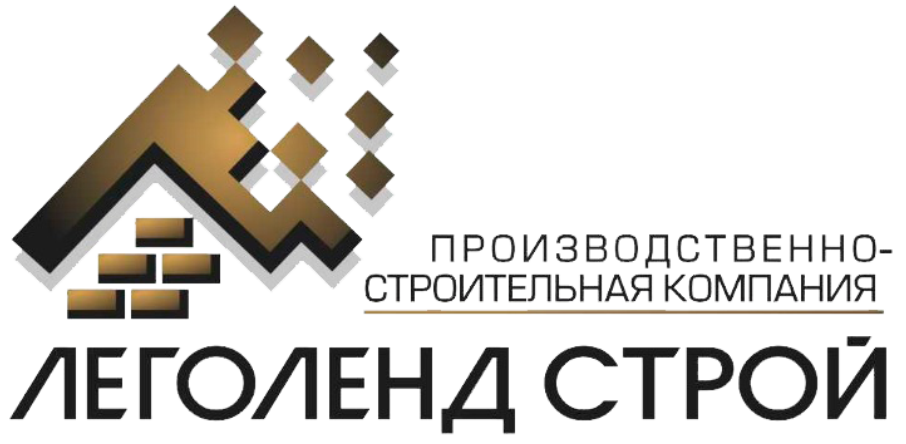 ПРОИЗВОДСТВЕННО-
СТРОИТЕЛЬНАЯ КОМПАНИЯ
ЛЕГОЛЕНД СТРОЙ